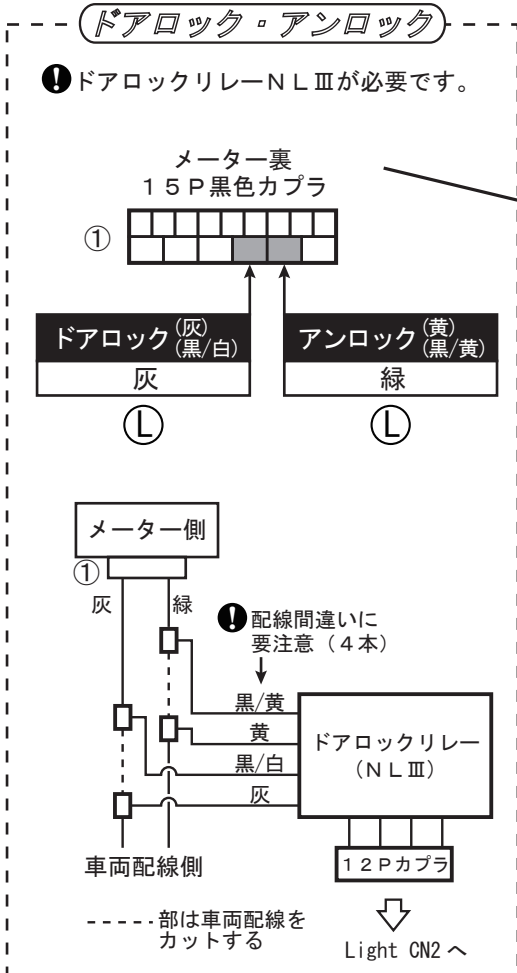 ドアロック・アンロック
!ドアロックリレーNLⅢが必要です。
メーター裏
15P黒色カプラ
①
ドアロック(灰)(黒/白)
灰
Ⓛ
アンロック(黄)(黒/黄)
緑
Ⓛ
メーター側
①
灰
緑
!配線間違いに
要注意(4本)
黒/黄
黄
黒/白
灰
ドアロックリレー
(NLⅢ)
車両配線側
12Pカプラ
-----部は車両配線を
カットする
Light CN2 へ